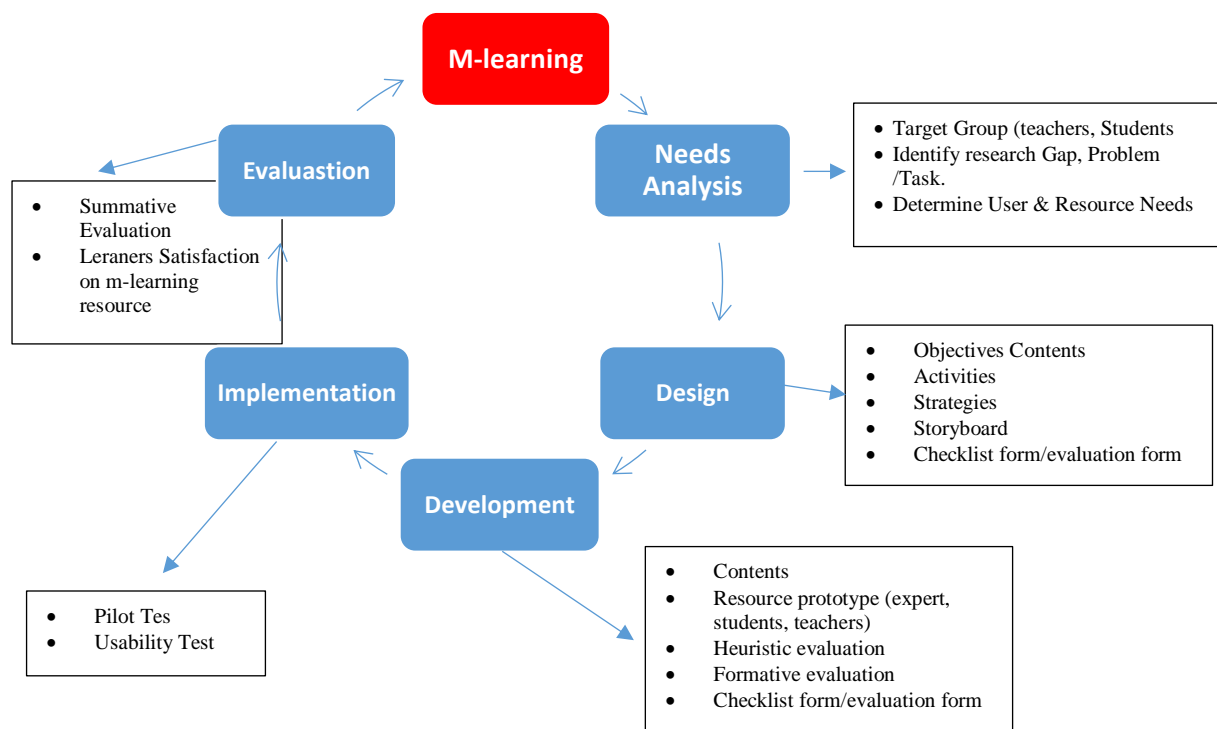 M-learning
Needs
Analysis
• Target Group (teachers, Students
• Identify research Gap, Problem
/Task.
• Determine User & Resource Needs
Design
• Objectives Contents
• Activities
• Strategies
• Storyboard
• Checklist form/evaluation form
Development
• Contents
• Resource prototype (expert,
students, teachers)
• Heuristic evaluation
• Formative evaluation
• Checklist form/evaluation form
Implementation
• Pilot Tes
• Usability Test
Evaluastion
• Summative
Evaluation
• Leraners Satisfaction
on m-learning
resource